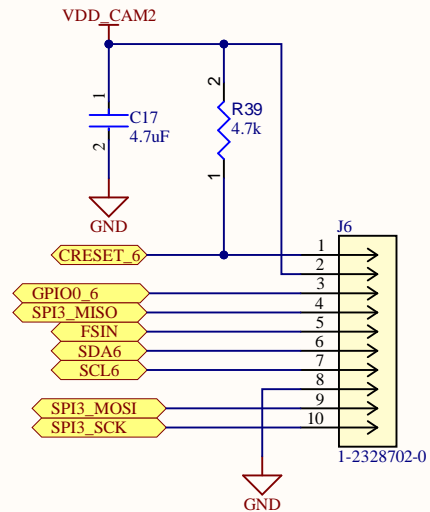 VDD_CAM2
1
2
C17
4.7uF
GND
2
R39
4.7k
1
J6
CRESET_6 1
2
GPIO0_6 3
SPI3_MISO 4
FSIN 5
SDA6 6
SCL6 7
8
SPI3_MOSI 9
SPI3_SCK 10
1-2328702-0
GND